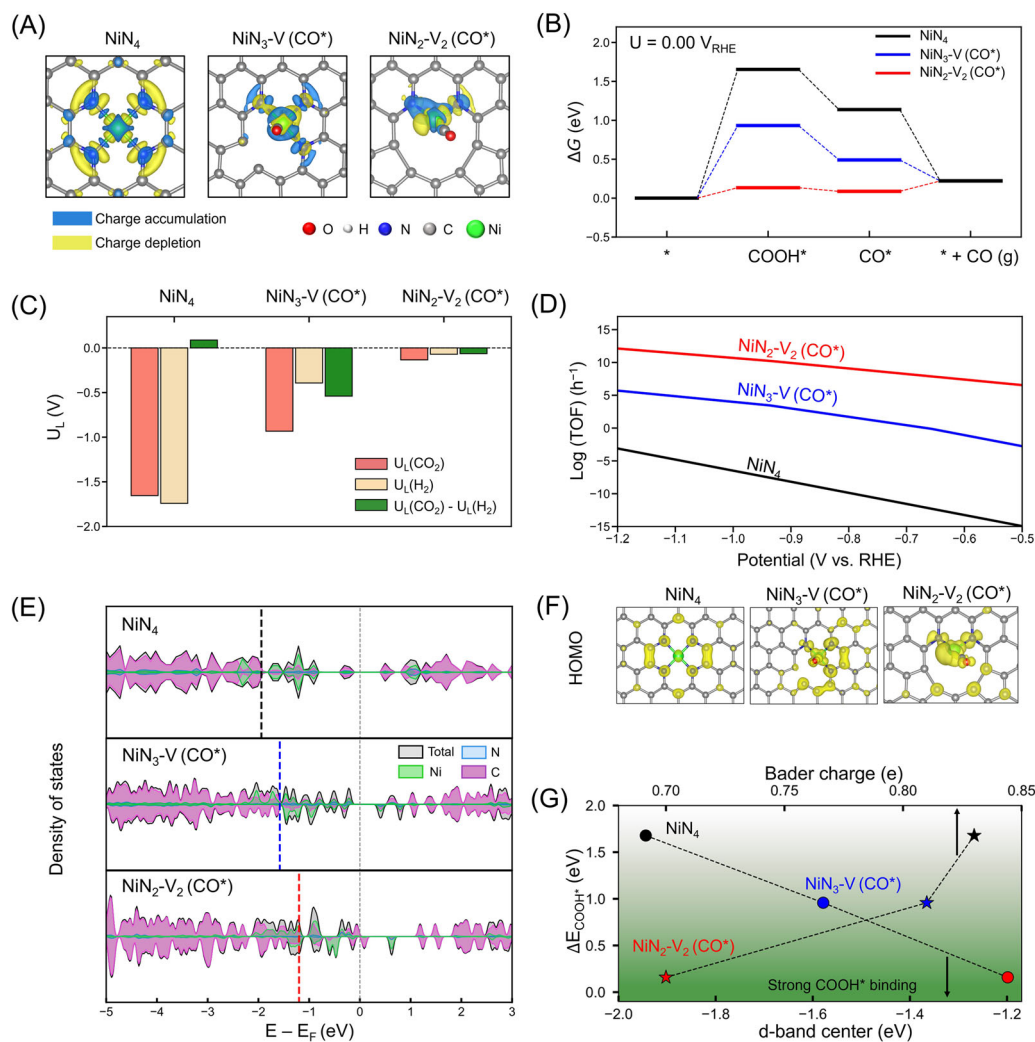 (A)
NiN₄
NiN₃-V (CO*)
NiN₂-V₂ (CO*)
Charge accumulation
Charge depletion
O
H
N
C
Ni
(B)
U = 0.00 V_RHE
NiN₄
NiN₃-V (CO*)
NiN₂-V₂ (CO*)
ΔG (eV)
2.0
1.5
1.0
0.5
0.0
−0.5
*
COOH*
CO*
* + CO (g)
(C)
NiN₄
NiN₃-V (CO*)
NiN₂-V₂ (CO*)
U_L (V)
0.0
−0.5
−1.0
−1.5
−2.0
U_L(CO₂)
U_L(H₂)
U_L(CO₂) - U_L(H₂)
(D)
Log (TOF) (h⁻¹)
15
10
5
0
−5
−10
−15
NiN₂-V₂ (CO*)
NiN₃-V (CO*)
NiN₄
−1.2
−1.1
−1.0
−0.9
−0.8
−0.7
−0.6
−0.5
Potential (V vs. RHE)
(E)
Density of states
NiN₄
NiN₃-V (CO*)
Total
N
Ni
C
NiN₂-V₂ (CO*)
-5
-4
-3
-2
-1
0
1
2
3
E − E_F (eV)
(F)
HOMO
NiN₄
NiN₃-V (CO*)
NiN₂-V₂ (CO*)
(G)
Bader charge (e)
0.70
0.75
0.80
0.85
ΔE_COOH* (eV)
2.0
1.5
1.0
0.5
0.0
NiN₄
NiN₃-V (CO*)
NiN₂-V₂ (CO*)
Strong COOH* binding
−2.0
−1.8
−1.6
−1.4
−1.2
d-band center (eV)